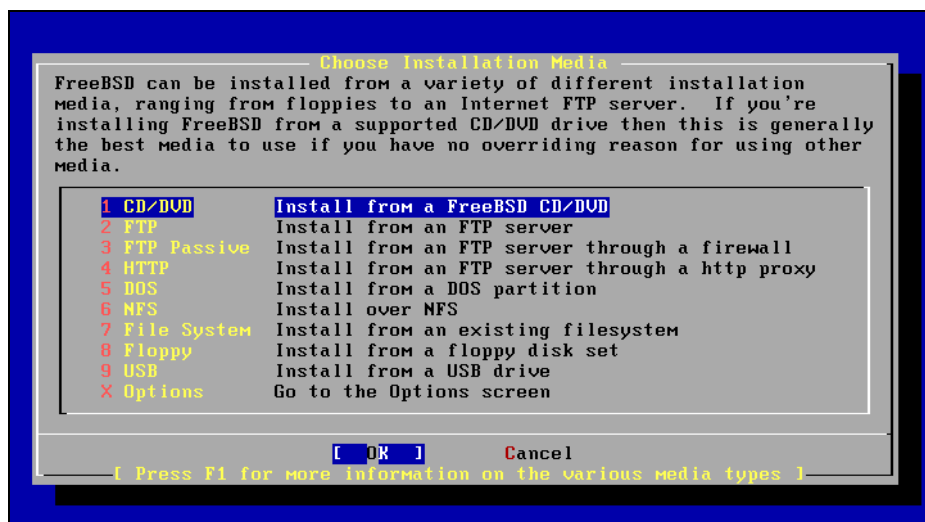 Choose Installation Media
FreeBSD can be installed from a variety of different installation
media, ranging from floppies to an Internet FTP server.  If you're
installing FreeBSD from a supported CD/DVD drive then this is generally
the best media to use if you have no overriding reason for using other
media.
1 CD/DVD Install from a FreeBSD CD/DVD
2 FTP Install from an FTP server
3 FTP Passive Install from an FTP server through a firewall
4 HTTP Install from an FTP server through a http proxy
5 DOS Install from a DOS partition
6 NFS Install over NFS
7 File System Install from an existing filesystem
8 Floppy Install from a floppy disk set
9 USB Install from a USB drive
X Options Go to the Options screen
[ OK ] Cancel
[ Press F1 for more information on the various media types ]